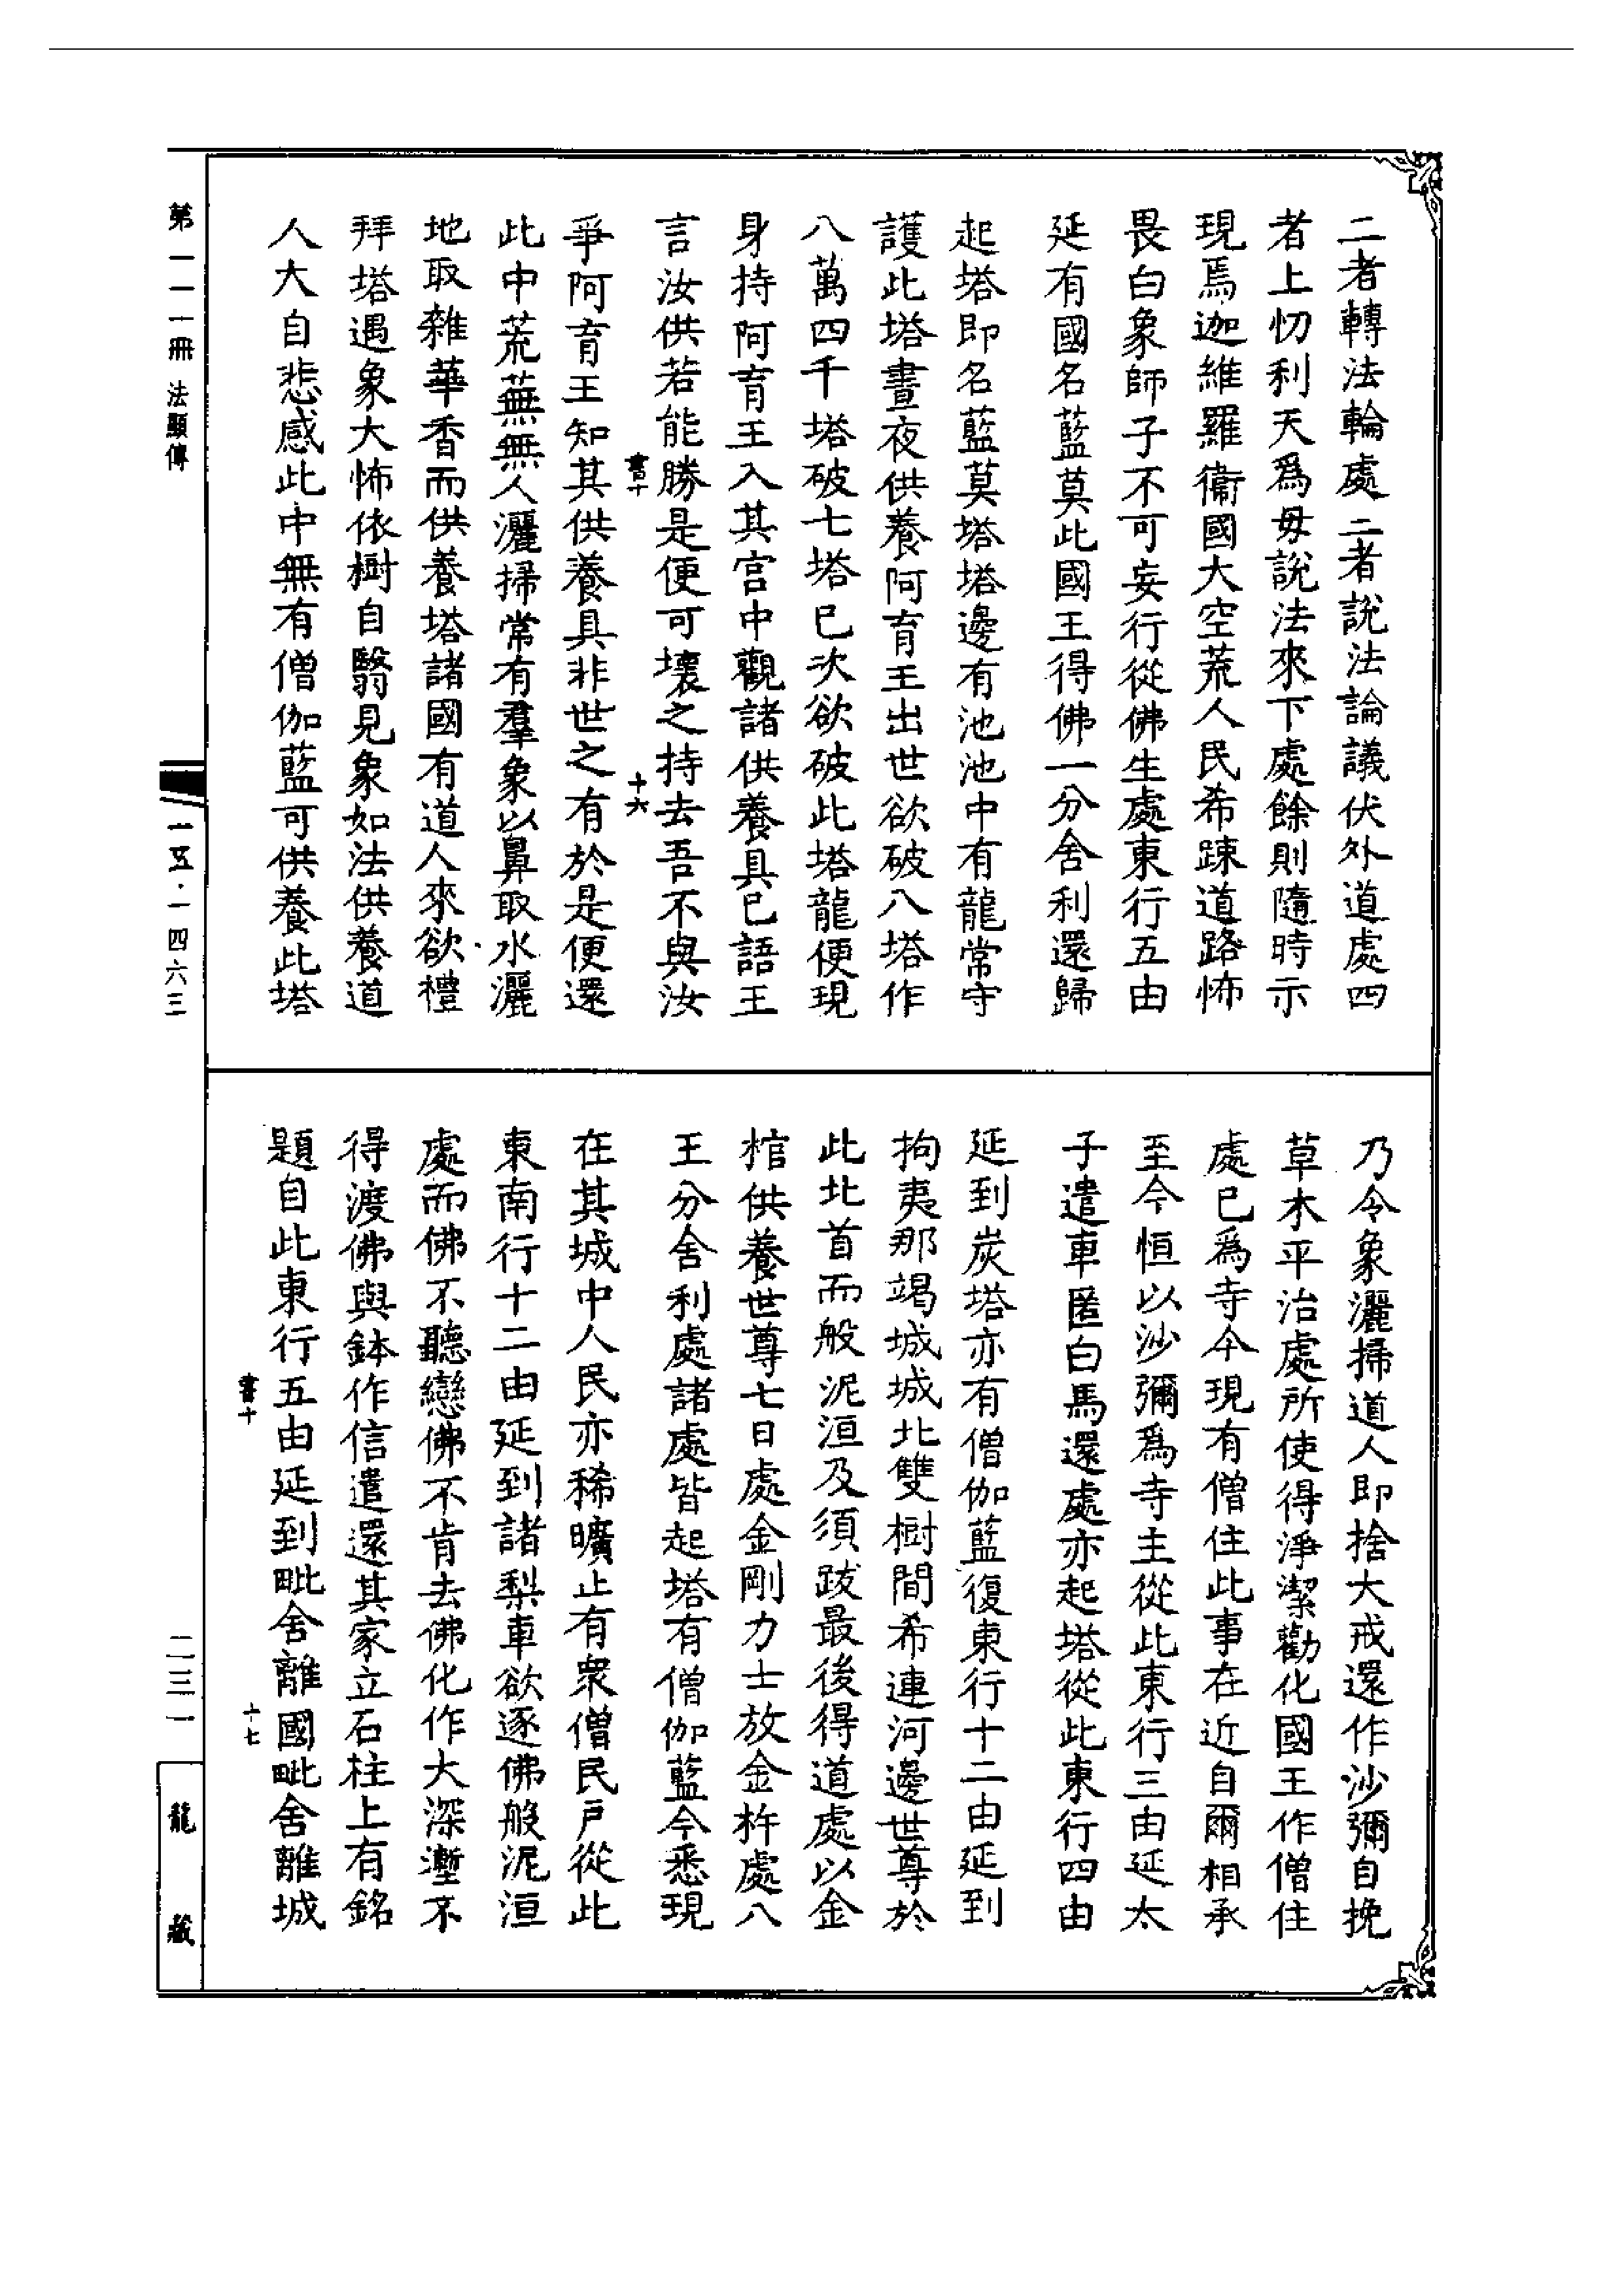 二者轉法輪處三者說法論議伏外道處四
者上忉利天爲母說法來下處餘則隨時示
現焉迦維羅衞國大空荒人民希踈道路怖
畏白象師子不可妄行從佛生處東行五由
延有國名藍莫此國王得佛一分舍利還歸
起塔即名藍莫塔塔邊有池池中有龍常守
護此塔晝夜供養阿育王出世欲破八塔作
八萬四千塔破七塔已次欲破此塔龍便現
身持阿育王入其宮中觀諸供養具已語王
言汝供若能勝是便可壞之持去吾不與汝
書十
十六
爭阿育王知其供養具非世之有於是便還
此中荒蕪無人灑掃常有羣象以鼻取水灑
地取雜華香而供養塔諸國有道人來欲禮
拜塔遇象大怖依樹自翳見象如法供養道
人大自悲感此中無有僧伽藍可供養此塔
乃令象灑掃道人即捨大戒還作沙彌自挽
草木平治處所使得淨潔勸化國王作僧住
處已爲寺今現有僧住此事在近自爾相承
至今恒以沙彌爲寺主從此東行三由延太
子遣車匿白馬還處亦起塔從此東行四由
延到炭塔亦有僧伽藍復東行十二由延到
拘夷那竭城城北雙樹間希連河邊世尊於
此北首而般泥洹及須跋最後得道處以金
棺供養世尊七日處金剛力士放金杵處八
王分舍利處諸處皆起塔有僧伽藍今悉現
在其城中人民亦稀曠止有衆僧民戶從此
東南行十二由延到諸梨車欲逐佛般泥洹
處而佛不聽戀佛不肯去佛化作大深塹不
得渡佛與鉢作信遣還其家立石柱上有銘
題自此東行五由延到毗舍離國毗舍離城
書十
十七
第一一一冊 法顯傳
一五·一四六三
二三一
龍藏